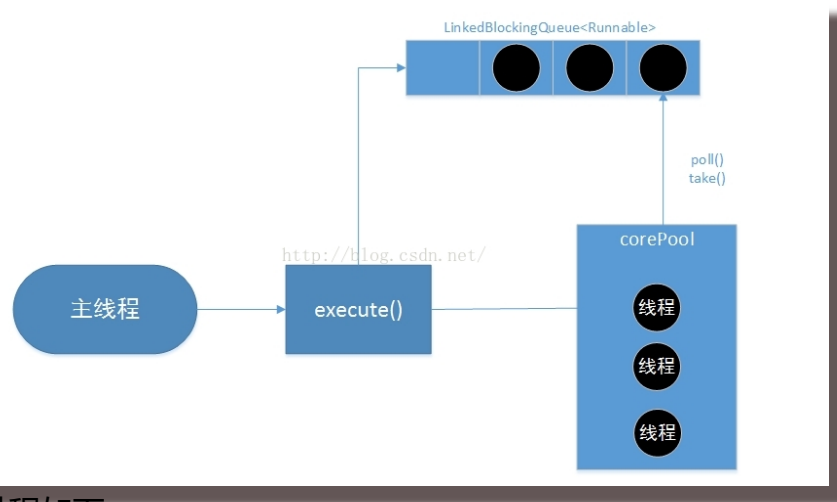 LinkedBlockingQueue<Runnable>
poll()
take()
corePool
http://blog.csdn.net/
主线程
execute()
线程
线程
线程